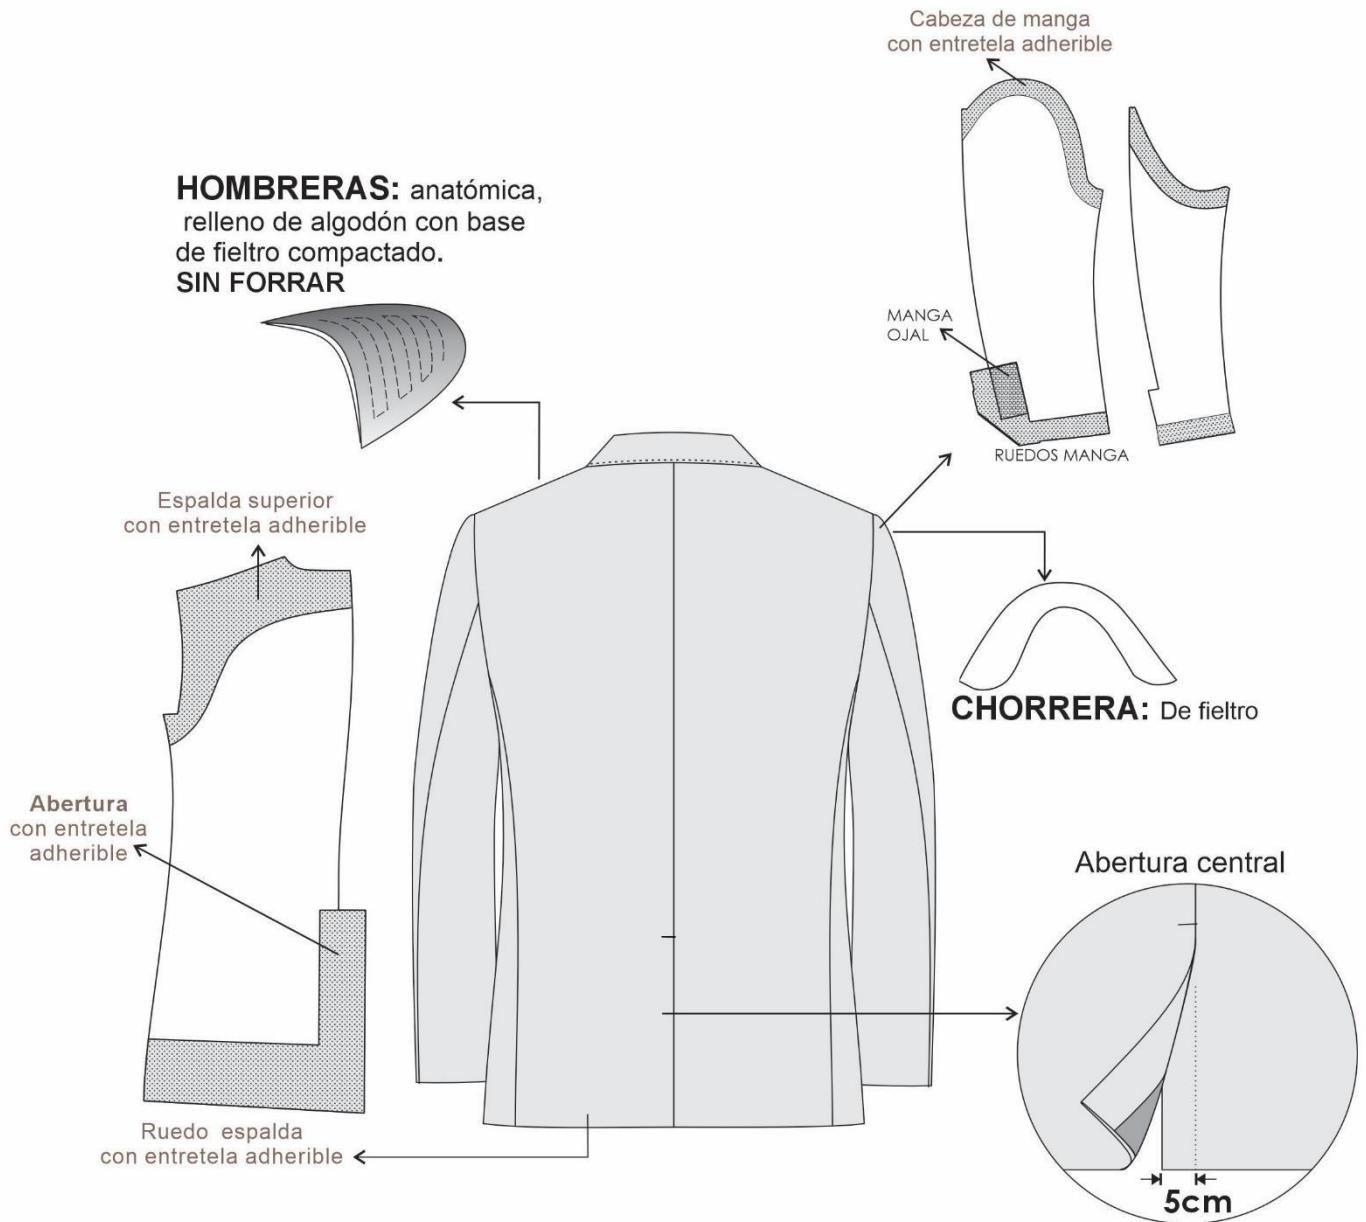 Cabeza de manga
con entretela adherible
HOMBRERAS: anatómica,
relleno de algodón con base
de fieltro compactado.
SIN FORRAR
MANGA
OJAL
RUEDOS MANGA
Espalda superior
con entretela adherible
CHORRERA: De fieltro
Abertura
con entretela
adherible
Abertura central
Ruedo espalda
con entretela adherible
5cm